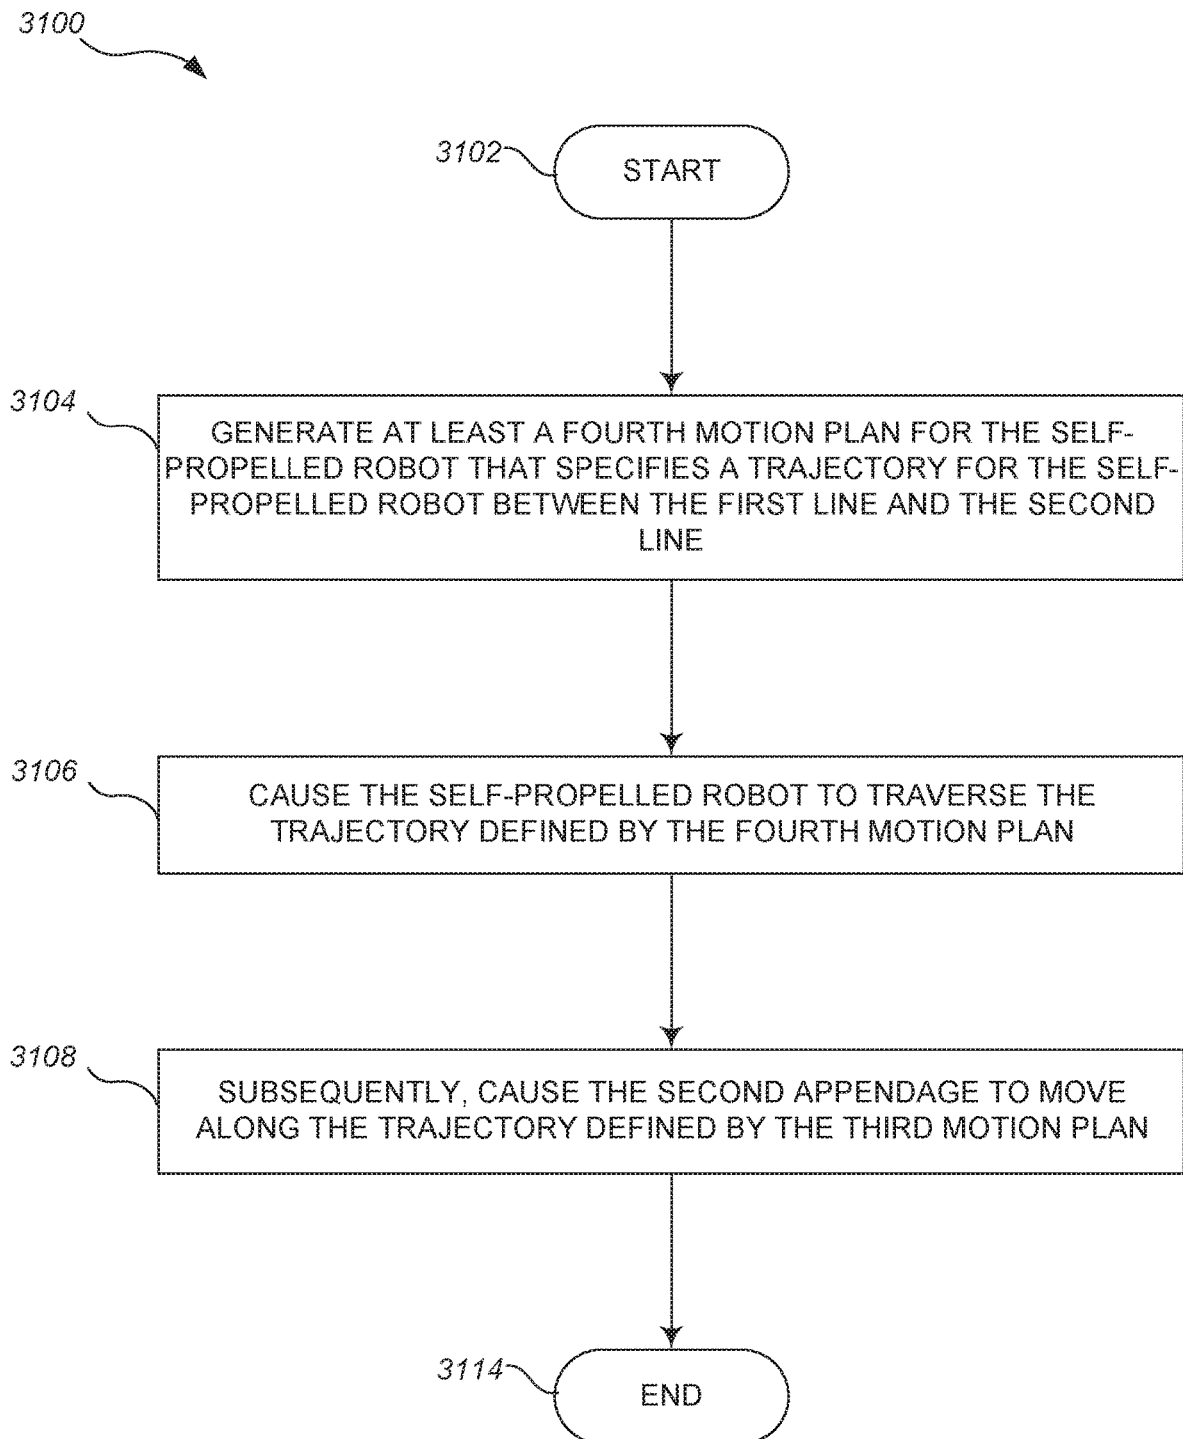 3100
3102
START
3104
GENERATE AT LEAST A FOURTH MOTION PLAN FOR THE SELF-
PROPELLED ROBOT THAT SPECIFIES A TRAJECTORY FOR THE SELF-
PROPELLED ROBOT BETWEEN THE FIRST LINE AND THE SECOND
LINE
3106
CAUSE THE SELF-PROPELLED ROBOT TO TRAVERSE THE
TRAJECTORY DEFINED BY THE FOURTH MOTION PLAN
3108
SUBSEQUENTLY, CAUSE THE SECOND APPENDAGE TO MOVE
ALONG THE TRAJECTORY DEFINED BY THE THIRD MOTION PLAN
3114
END